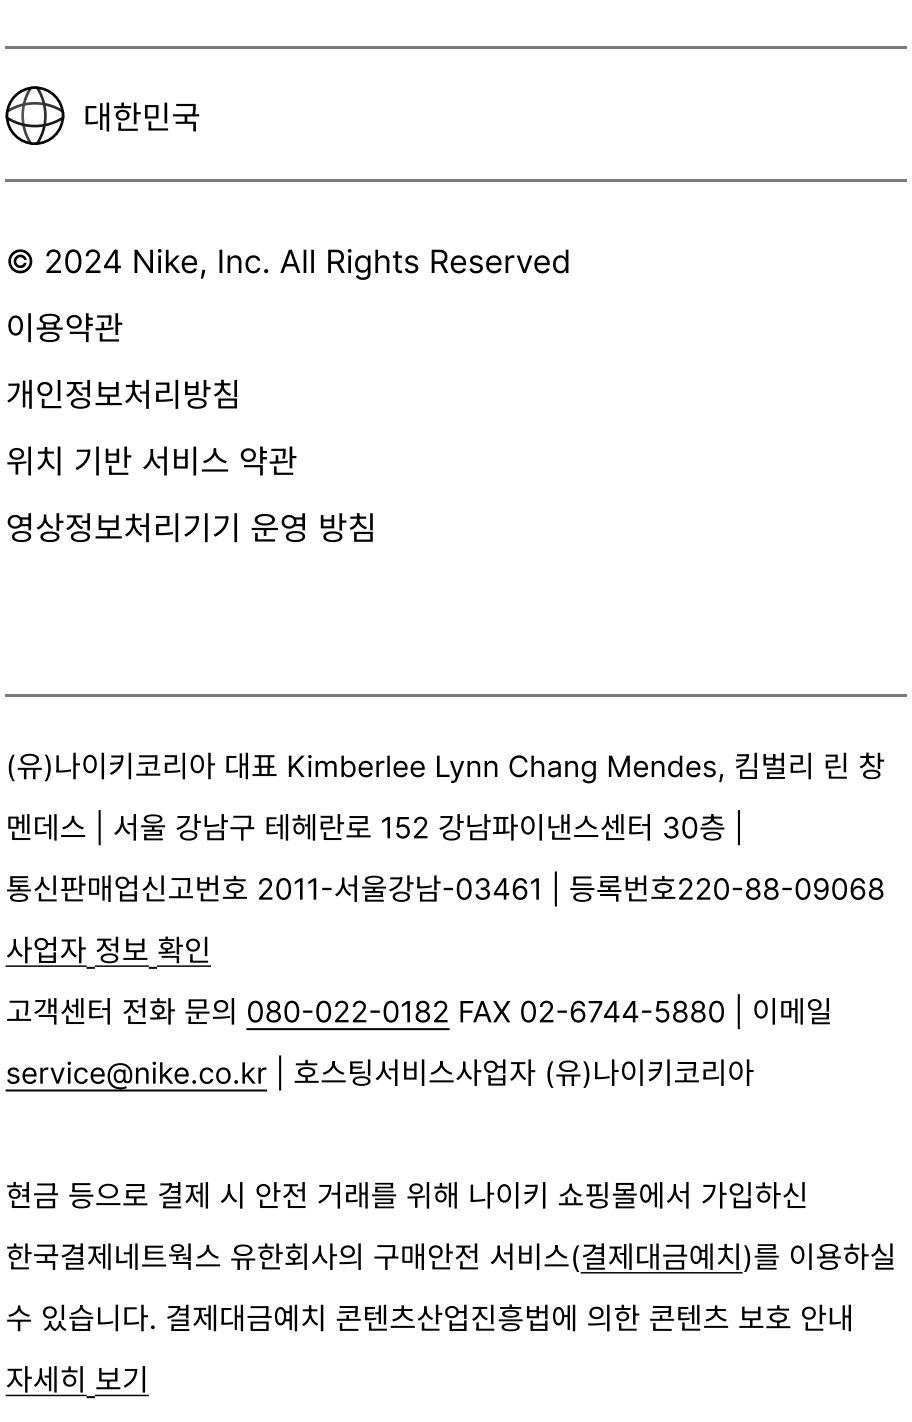 대한민국
© 2024 Nike, Inc. All Rights Reserved
이용약관
개인정보처리방침
위치 기반 서비스 약관
영상정보처리기기 운영 방침
(유)나이키코리아 대표 Kimberlee Lynn Chang Mendes, 킴벌리 린 창
멘데스 | 서울 강남구 테헤란로 152 강남파이낸스센터 30층 |
통신판매업신고번호 2011-서울강남-03461 | 등록번호220-88-09068
사업자 정보 확인
고객센터 전화 문의 080-022-0182 FAX 02-6744-5880 | 이메일
service@nike.co.kr | 호스팅서비스사업자 (유)나이키코리아
현금 등으로 결제 시 안전 거래를 위해 나이키 쇼핑몰에서 가입하신
한국결제네트웍스 유한회사의 구매안전 서비스(결제대금예치)를 이용하실
수 있습니다. 결제대금예치 콘텐츠산업진흥법에 의한 콘텐츠 보호 안내
자세히 보기